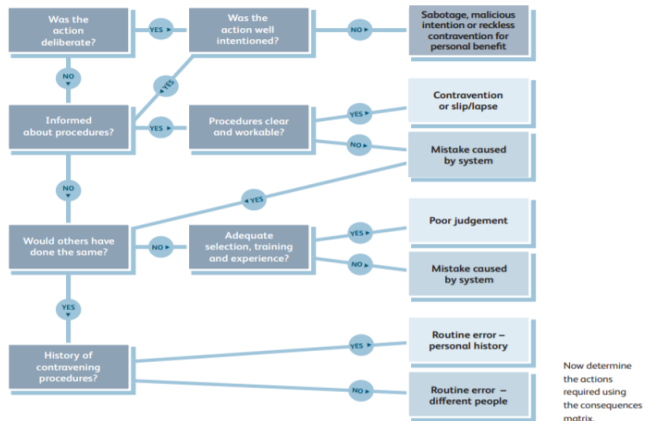 Was the
action
deliberate?
YES
Was the
action well
intentioned?
NO
Sabotage, malicious
intention or reckless
contravention for
personal benefit
NO
YES
Informed
about procedures?
YES
Procedures clear
and workable?
YES
Contravention
or slip/lapse
NO
Mistake caused
by system
NO
YES
Would others have
done the same?
NO
Adequate
selection, training
and experience?
YES
Poor judgement
NO
Mistake caused
by system
YES
History of
contravening
procedures?
YES
Routine error –
personal history
NO
Routine error –
different people
Now determine
the actions
required using
the consequences
matrix.